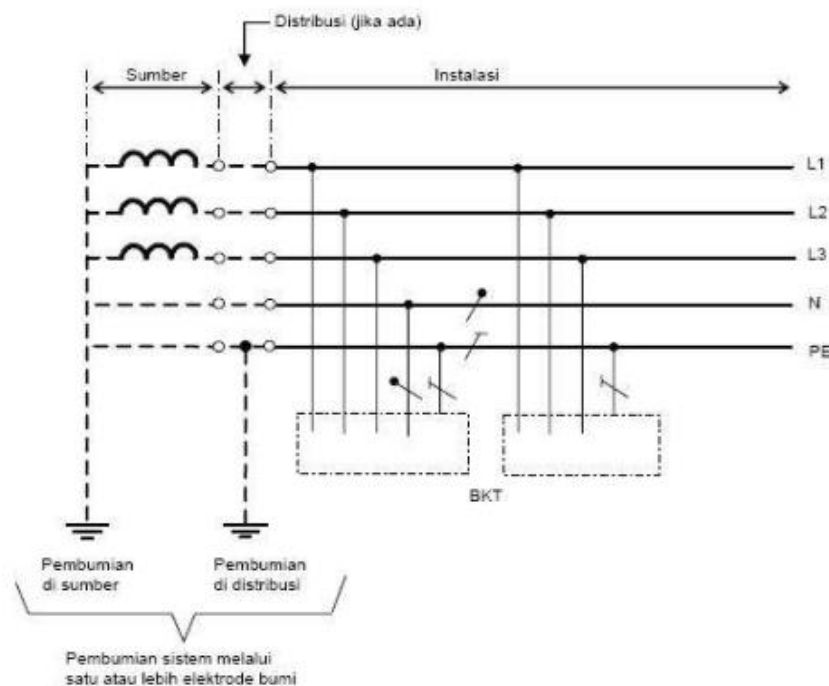 Distribusi (jika ada)
Sumber
Instalasi
L1
L2
L3
N
PE
BKT
Pembumian
di sumber
Pembumian
di distribusi
Pembumian sistem melalui
satu atau lebih elektrode bumi